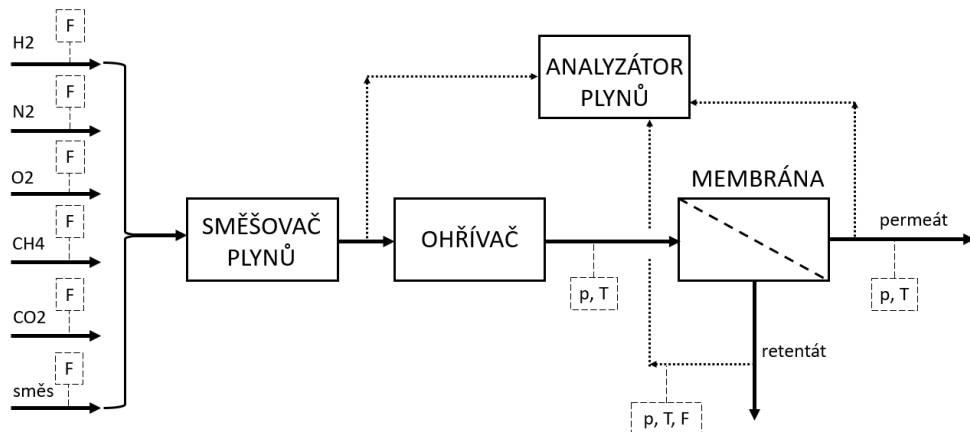 F
H2
F
N2
F
O2
F
CH4
F
CO2
F
směs
SMĚŠOVAČ
PLYNŮ
OHŘÍVAČ
ANALYZÁTOR
PLYNŮ
MEMBRÁNA
p, T
permeát
p, T
retentát
p, T, F